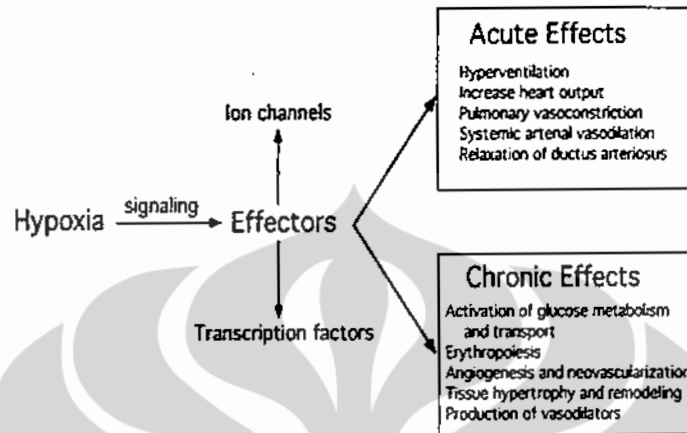 Acute Effects
Hyperventilation
Increase heart output
Pulmonary vasoconstriction
Systemic artenal vasodilation
Relaxation of ductus arteriosus
Ion channels
Hypoxia
signaling
Effectors
Transcription factors
Chronic Effects
Activation of glucose metabolism
and transport
Erythropoiesis
Angiogenesis and neovascularization
Tissue hypertrophy and remodeling
Production of vasodilators